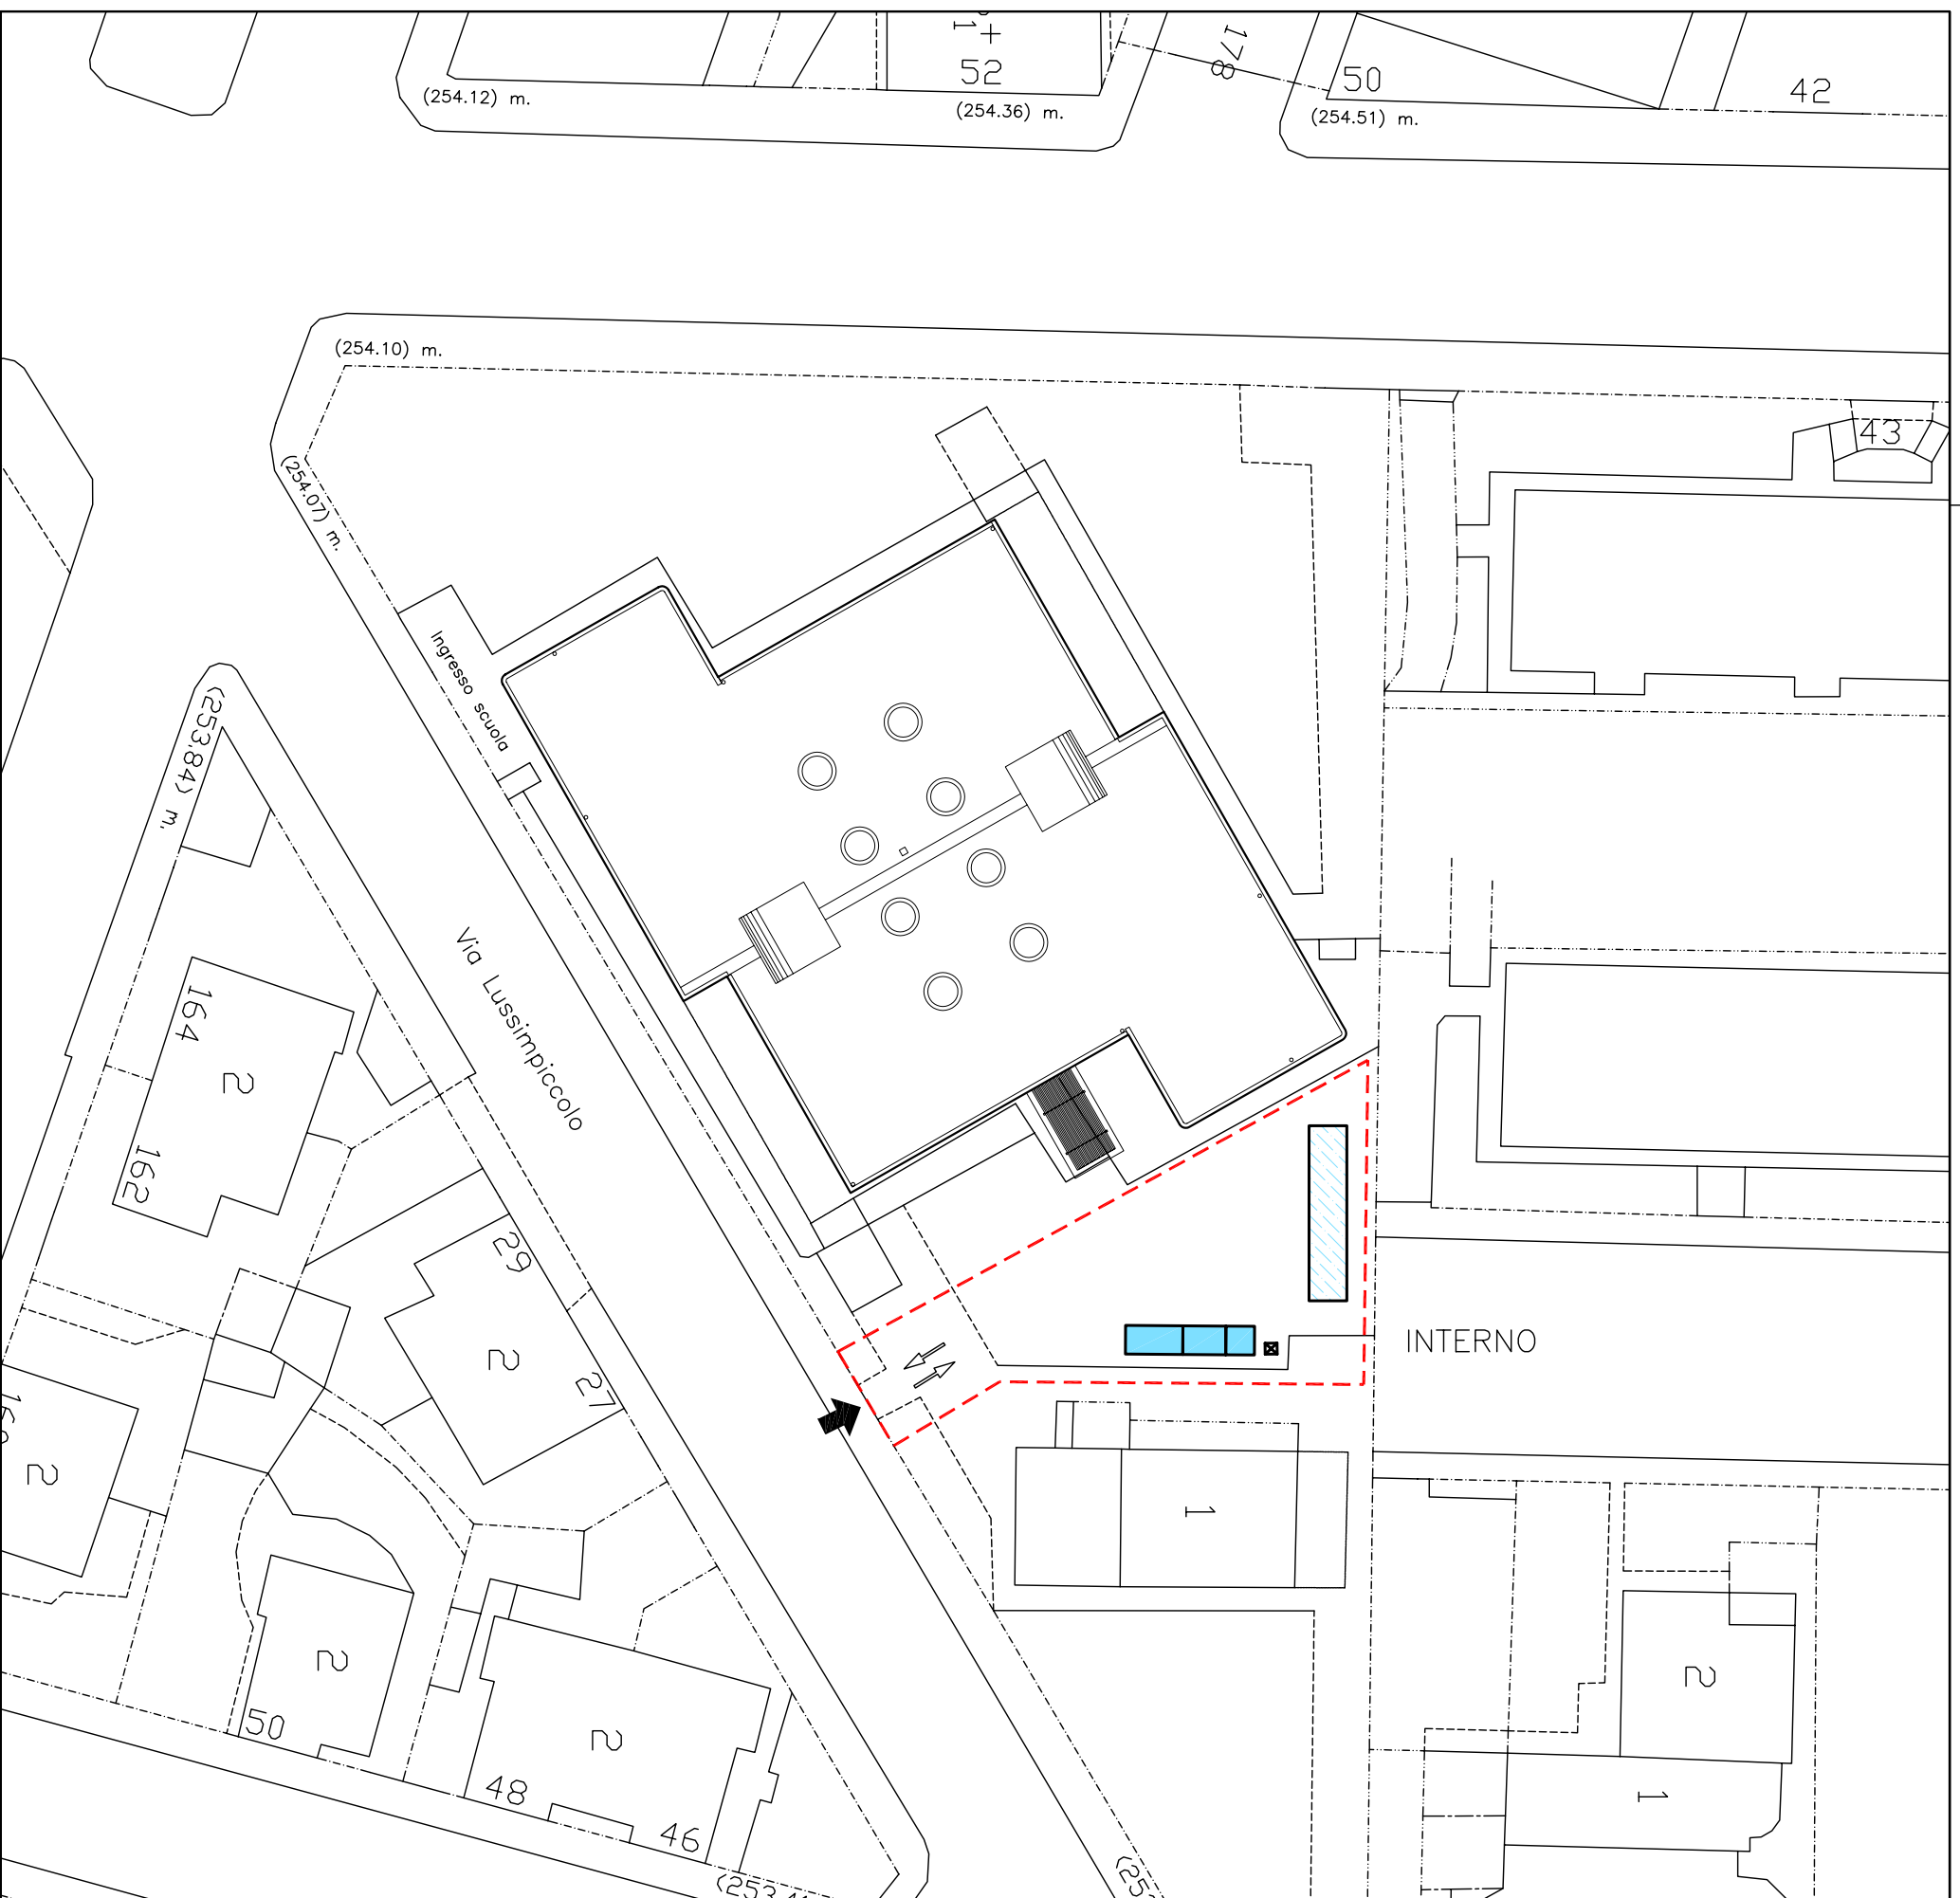 1
+
52
178
50
42
(254.12) m.
(254.36) m.
(254.51) m.
(254.10) m.
(254.07) m.
43
Ingresso scuola
(253.84) m.
Via Lussimpiccolo
164
2
162
29
2
27
INTERNO
2
1
2
50
2
48
46
2
1